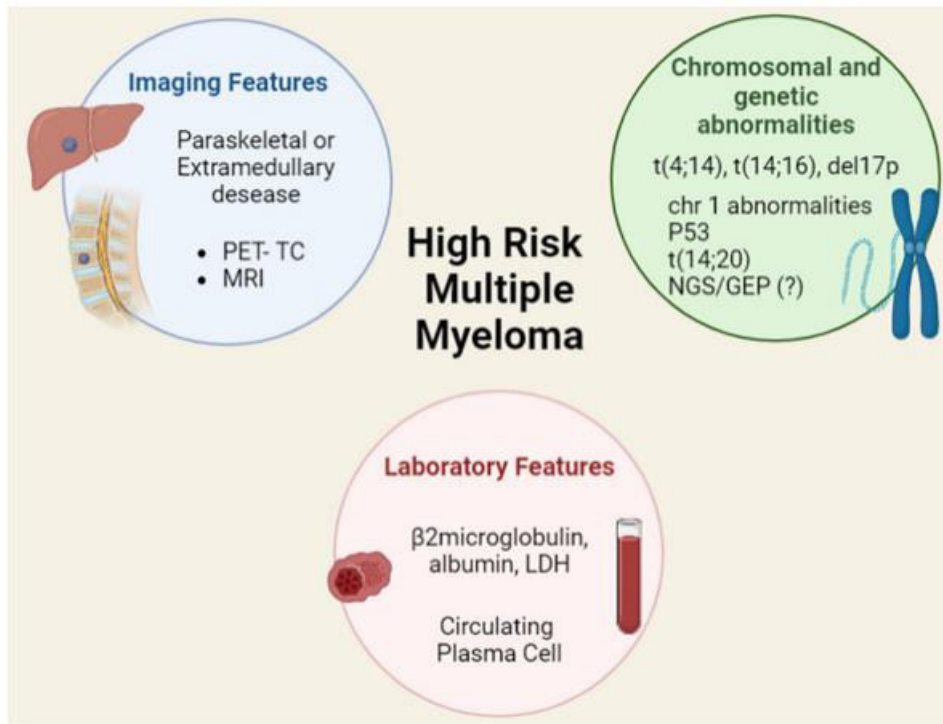 Imaging Features
Paraskeletal or
Extramedullary
desease
• PET- TC
• MRI
Chromosomal and
genetic
abnormalities
t(4;14), t(14;16), del17p
chr 1 abnormalities
P53
t(14;20)
NGS/GEP (?)
High Risk
Multiple
Myeloma
Laboratory Features
β2microglobulin,
albumin, LDH
Circulating
Plasma Cell